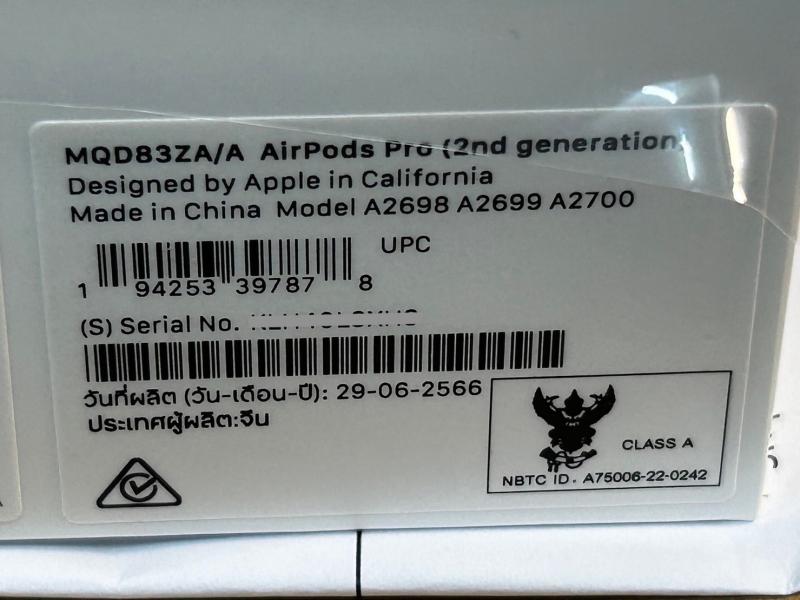 MQD83ZA/A AirPods Pro (2nd generation)
Designed by Apple in California
Made in China Model A2698 A2699 A2700
UPC
1 94253 39787 8
(S) Serial No.
วันที่ผลิต (วัน-เดือน-ปี): 29-06-2566
ประเทศผู้ผลิต:จีน
CLASS A
NBTC ID. A75006-22-0242